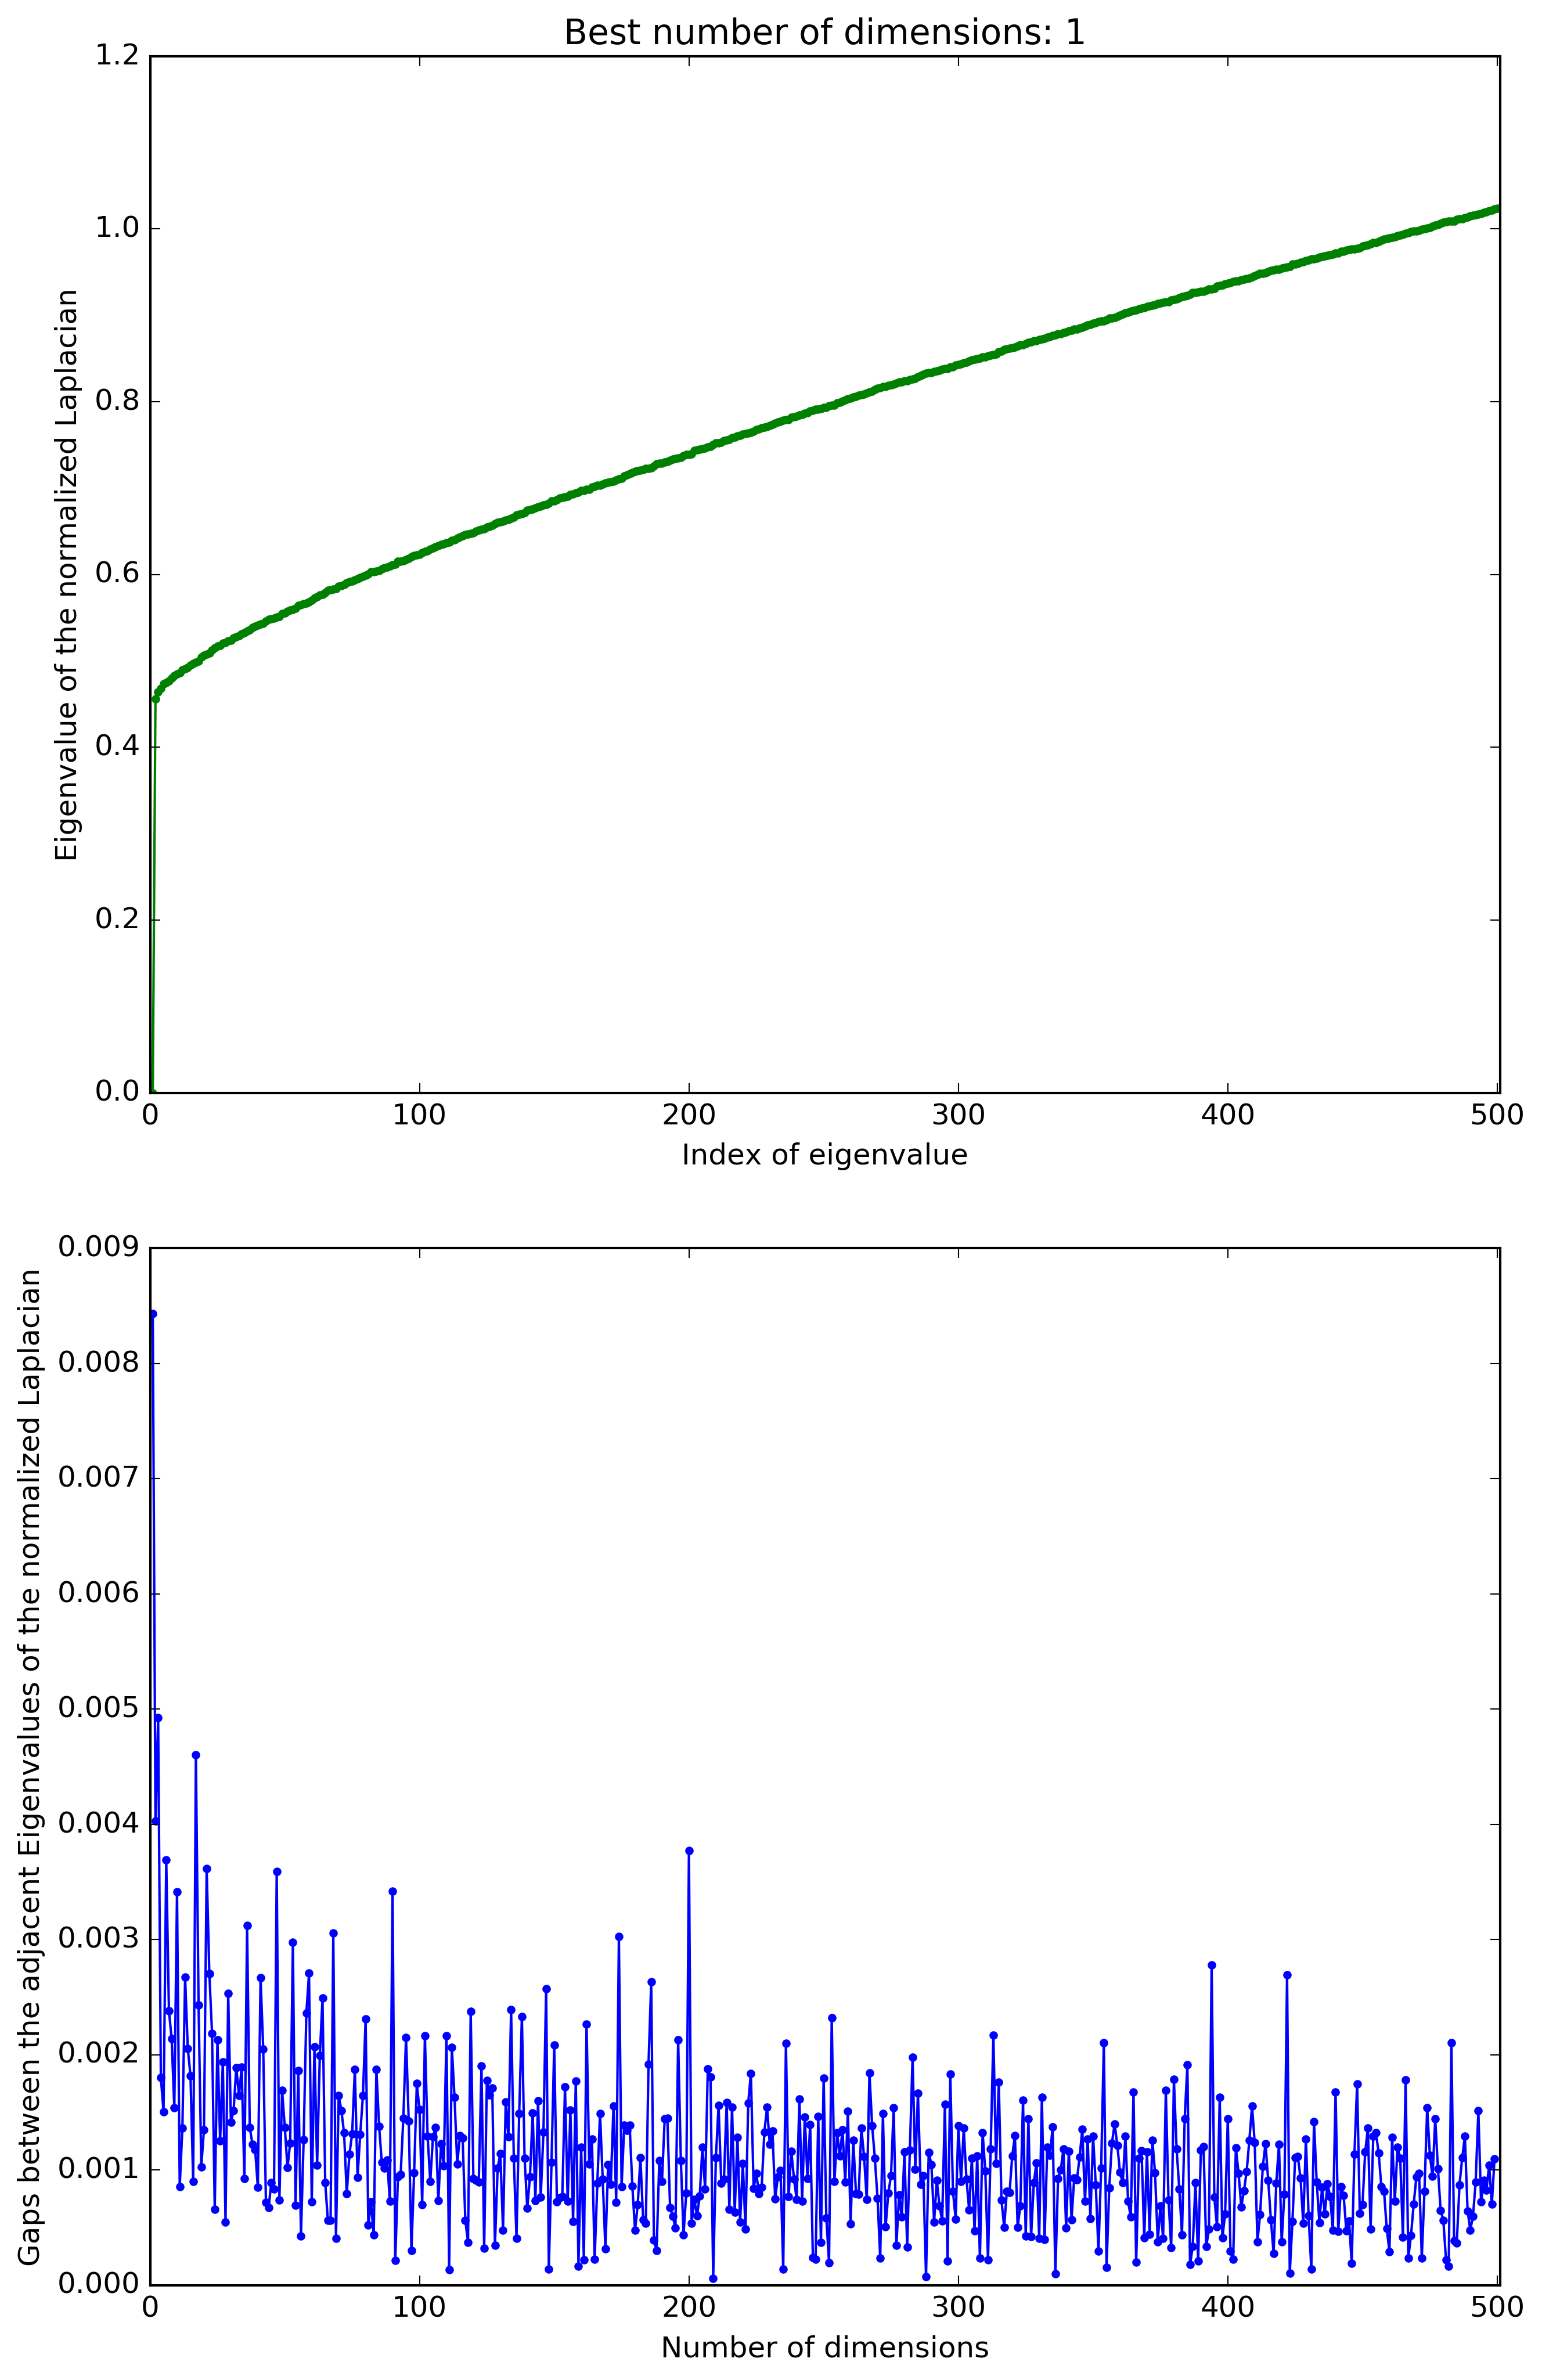 Best number of dimensions: 1
1.2
1.0
0.8
0.6
0.4
0.2
0.0
Eigenvalue of the normalized Laplacian
0 100 200 300 400 500
Index of eigenvalue
0.009
0.008
0.007
0.006
0.005
0.004
0.003
0.002
0.001
0.000
Gaps between the adjacent Eigenvalues of the normalized Laplacian
0 100 200 300 400 500
Number of dimensions